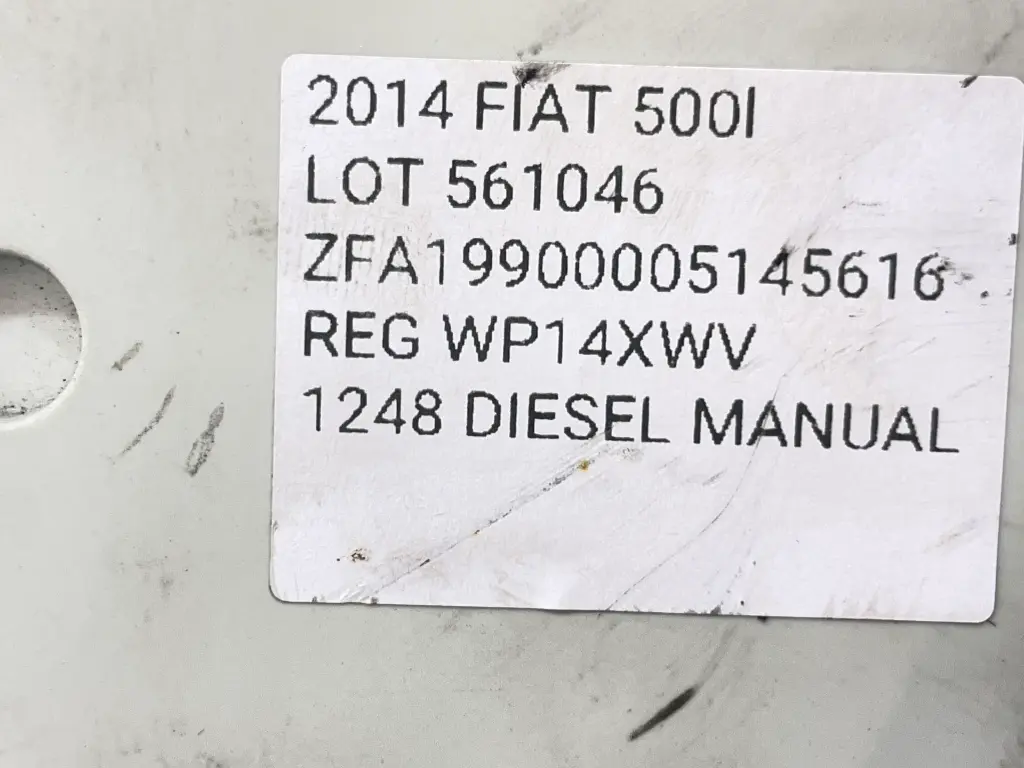 2014 FIAT 500l
LOT 561046
ZFA19900005145616
REG WP14XWV
1248 DIESEL MANUAL